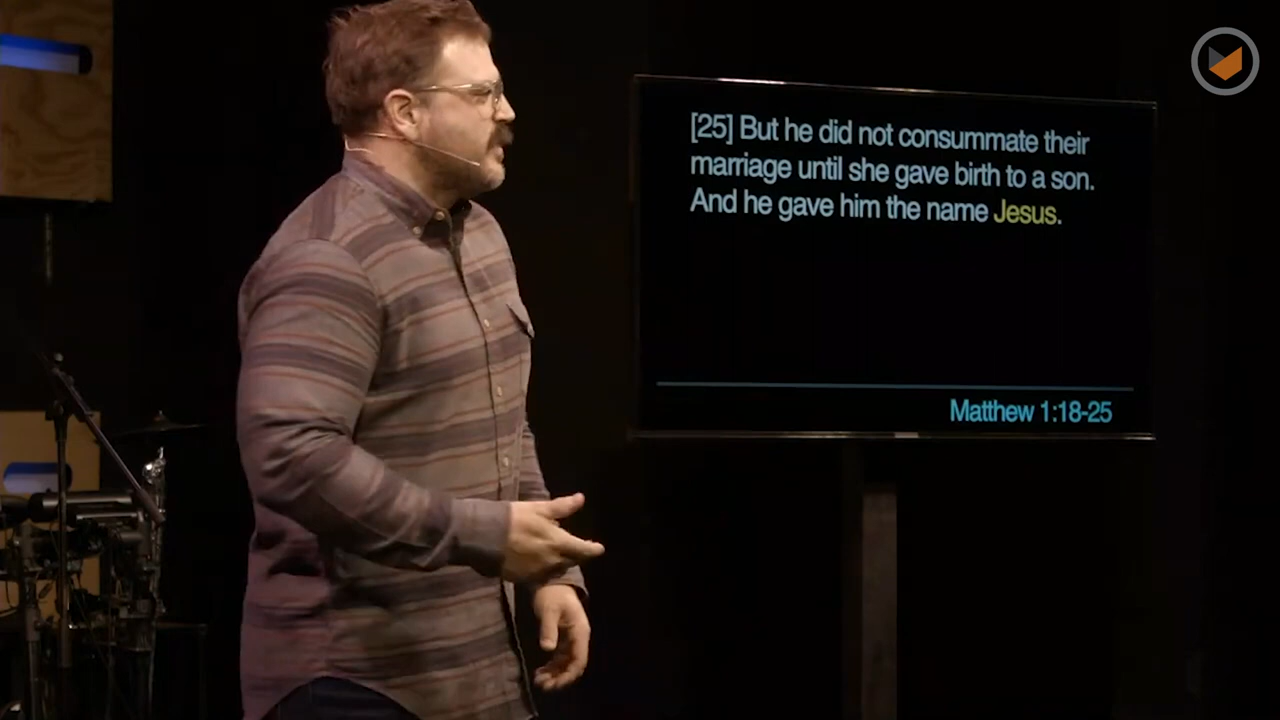 [25] But he did not consummate their
marriage until she gave birth to a son.
And he gave him the name Jesus.
Matthew 1:18-25